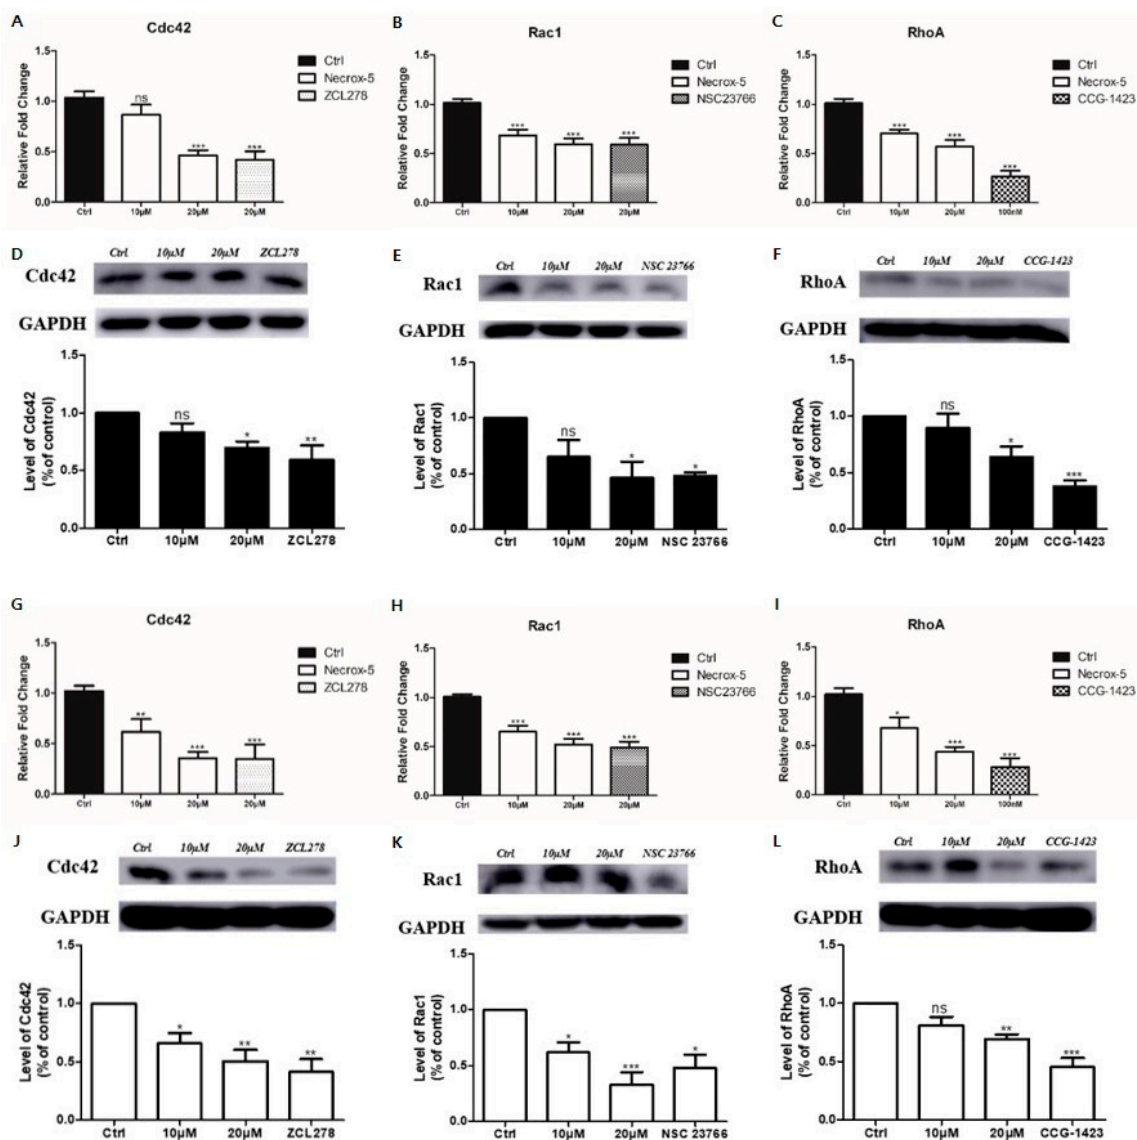 A
Cdc42
Relative Fold Change
1.5
1.0
0.5
0.0
ns
***
***
Ctrl
10µM
20µM
20µM
Ctrl
Necrox-5
ZCL278
B
Rac1
Relative Fold Change
1.5
1.0
0.5
0.0
***
***
***
Ctrl
10µM
20µM
20µM
Ctrl
Necrox-5
NSC23766
C
RhoA
Relative Fold Change
1.5
1.0
0.5
0.0
***
***
***
Ctrl
10µM
20µM
100nM
Ctrl
Necrox-5
CCG-1423
D
Ctrl 10µM 20µM ZCL278
Cdc42
GAPDH
Level of Cdc42
(% of control)
1.5
1.0
0.5
0.0
ns
*
**
Ctrl 10µM 20µM ZCL278
E
Ctrl 10µM 20µM NSC 23766
Rac1
GAPDH
Level of Rac1
(% of control)
1.5
1.0
0.5
0.0
ns
*
*
Ctrl 10µM 20µM NSC 23766
F
Ctrl 10µM 20µM CCG-1423
RhoA
GAPDH
Level of RhoA
(% of control)
1.5
1.0
0.5
0.0
ns
*
***
Ctrl 10µM 20µM CCG-1423
G
Cdc42
Relative Fold Change
1.5
1.0
0.5
0.0
**
***
***
Ctrl
10µM
20µM
20µM
Ctrl
Necrox-5
ZCL278
H
Rac1
Relative Fold Change
1.5
1.0
0.5
0.0
***
***
***
Ctrl
10µM
20µM
20µM
Ctrl
Necrox-5
NSC23766
I
RhoA
Relative Fold Change
1.5
1.0
0.5
0.0
*
***
***
Ctrl
10µM
20µM
100nM
Ctrl
Necrox-5
CCG-1423
J
Ctrl 10µM 20µM ZCL278
Cdc42
GAPDH
Level of Cdc42
(% of control)
1.5
1.0
0.5
0.0
*
**
**
Ctrl 10µM 20µM ZCL278
K
Ctrl 10µM 20µM NSC 23766
Rac1
GAPDH
Level of Rac1
(% of control)
1.5
1.0
0.5
0.0
*
***
*
Ctrl 10µM 20µM NSC 23766
L
Ctrl 10µM 20µM CCG-1423
RhoA
GAPDH
Level of RhoA
(% of control)
1.5
1.0
0.5
0.0
ns
**
***
Ctrl 10µM 20µM CCG-1423